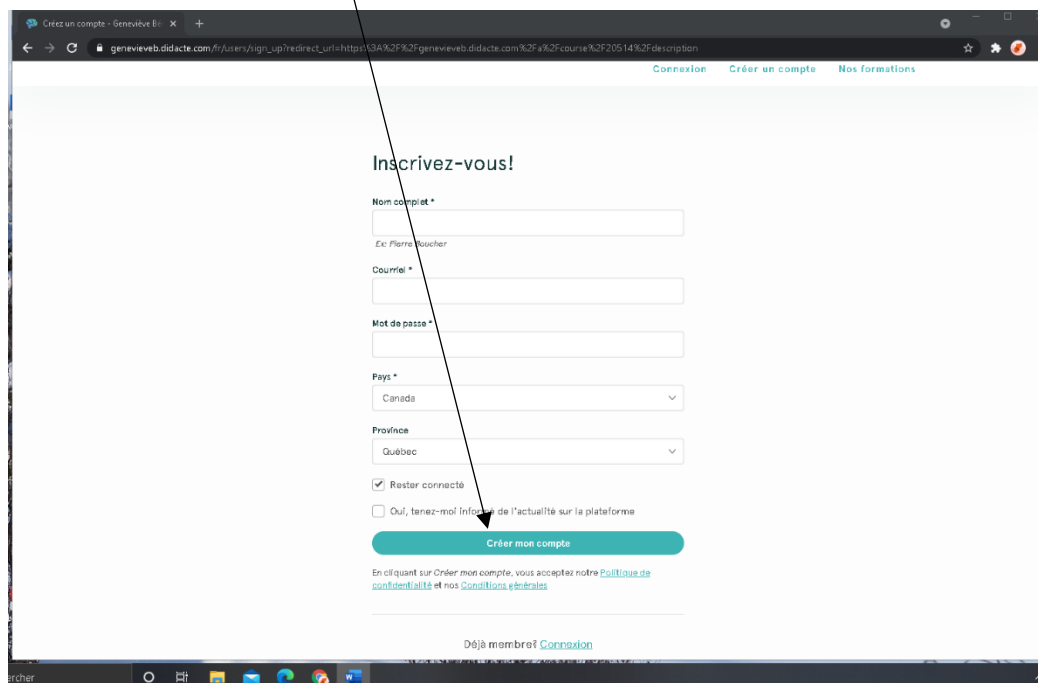 Créez un compte - Geneviève Be
genevieveb.didacte.com/fr/users/sign_up?redirect_url=https%3A%2F%2Fgenevieveb.didacte.com%2Fa%2Fcourse%2F20514%2Fdescription
Connexion Créer un compte Nos formations
Inscrivez-vous!
Nom complet *
Ex: Pierre Boucher
Courriel *
Mot de passe *
Pays *
Canada
Province
Québec
Rester connecté
Oui, tenez-moi informé de l'actualité sur la plateforme
Créer mon compte
En cliquant sur Créer mon compte, vous acceptez notre Politique de
confidentialité et nos Conditions générales
Déjà membre? Connexion
ercher